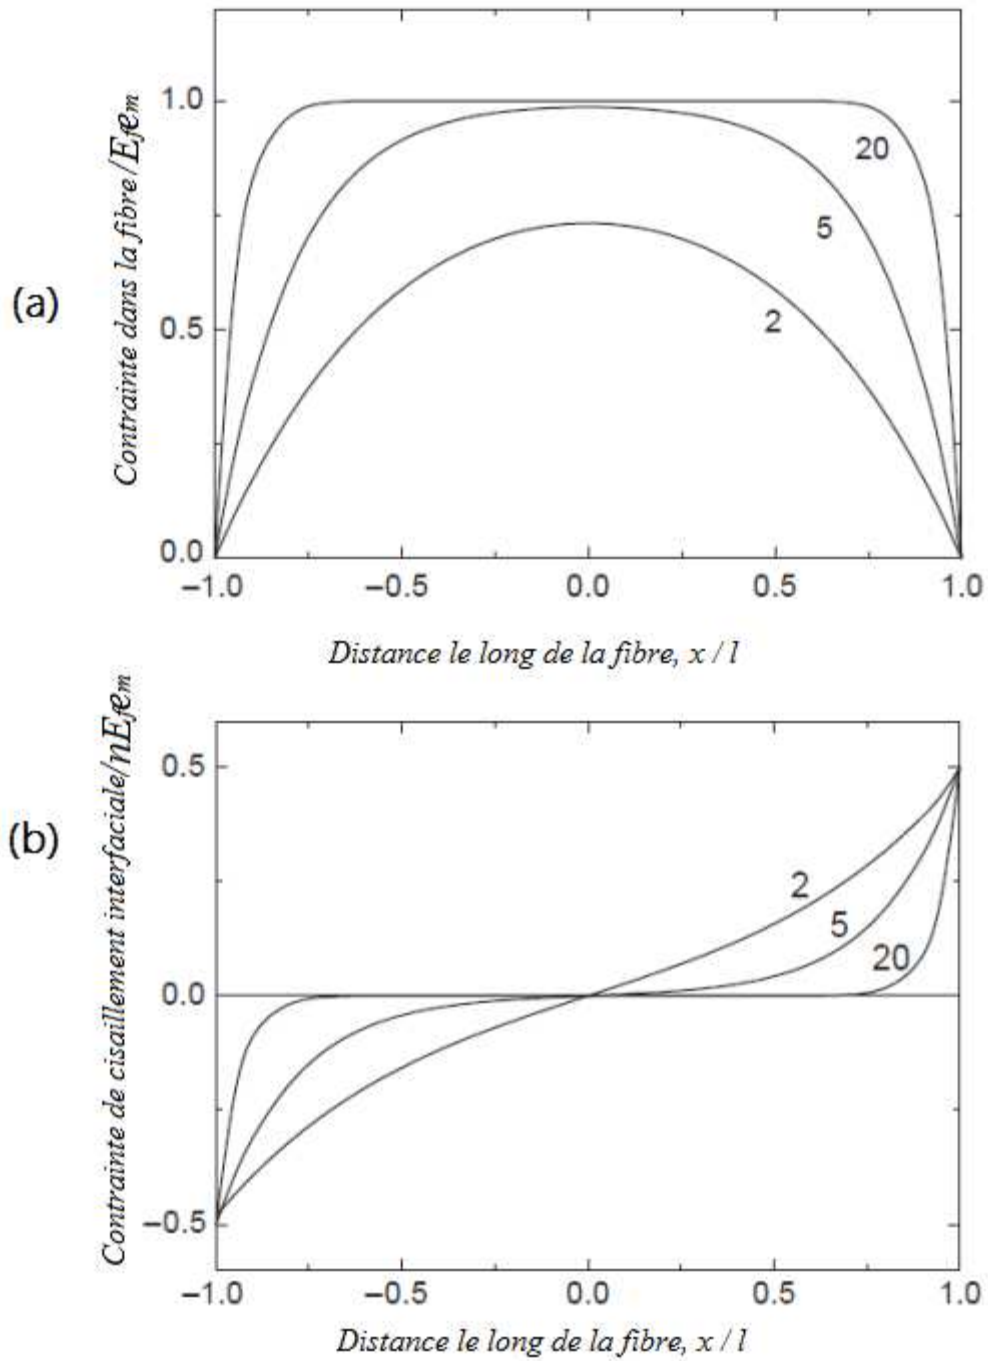 (a)
Contrainte dans la fibre/E_fe_m
1.0
0.5
0.0
20
5
2
–1.0 –0.5 0.0 0.5 1.0
Distance le long de la fibre, x / l
(b)
Contrainte de cisaillement interfaciale/nE_fe_m
0.5
0.0
–0.5
2
5
20
–1.0 –0.5 0.0 0.5 1.0
Distance le long de la fibre, x / l